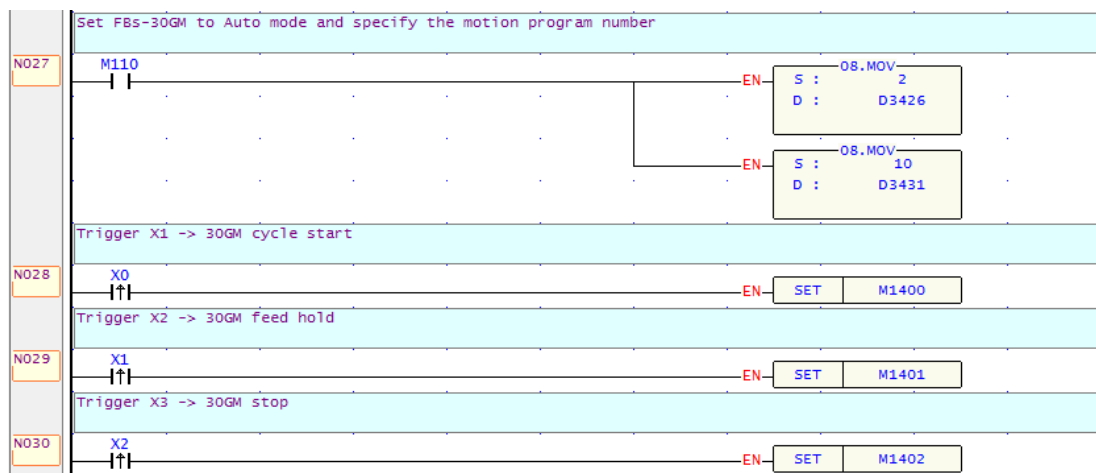 Set FBs-30GM to Auto mode and specify the motion program number
N027
M110
08.MOV
EN
S : 2
D : D3426
08.MOV
EN
S : 10
D : D3431
Trigger X1 -> 30GM cycle start
N028
X0
EN SET M1400
Trigger X2 -> 30GM feed hold
N029
X1
EN SET M1401
Trigger X3 -> 30GM stop
N030
X2
EN SET M1402